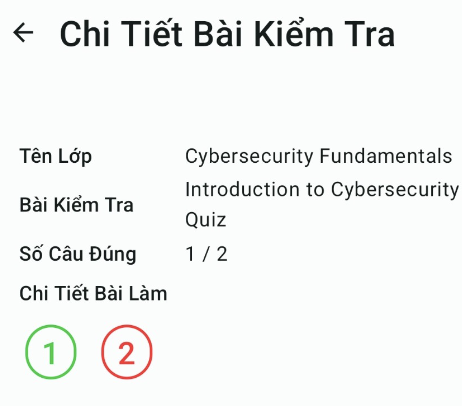 Chi Tiết Bài Kiểm Tra
Tên Lớp Cybersecurity Fundamentals
Bài Kiểm Tra Introduction to Cybersecurity
Quiz
Số Câu Đúng 1 / 2
Chi Tiết Bài Làm
1 2